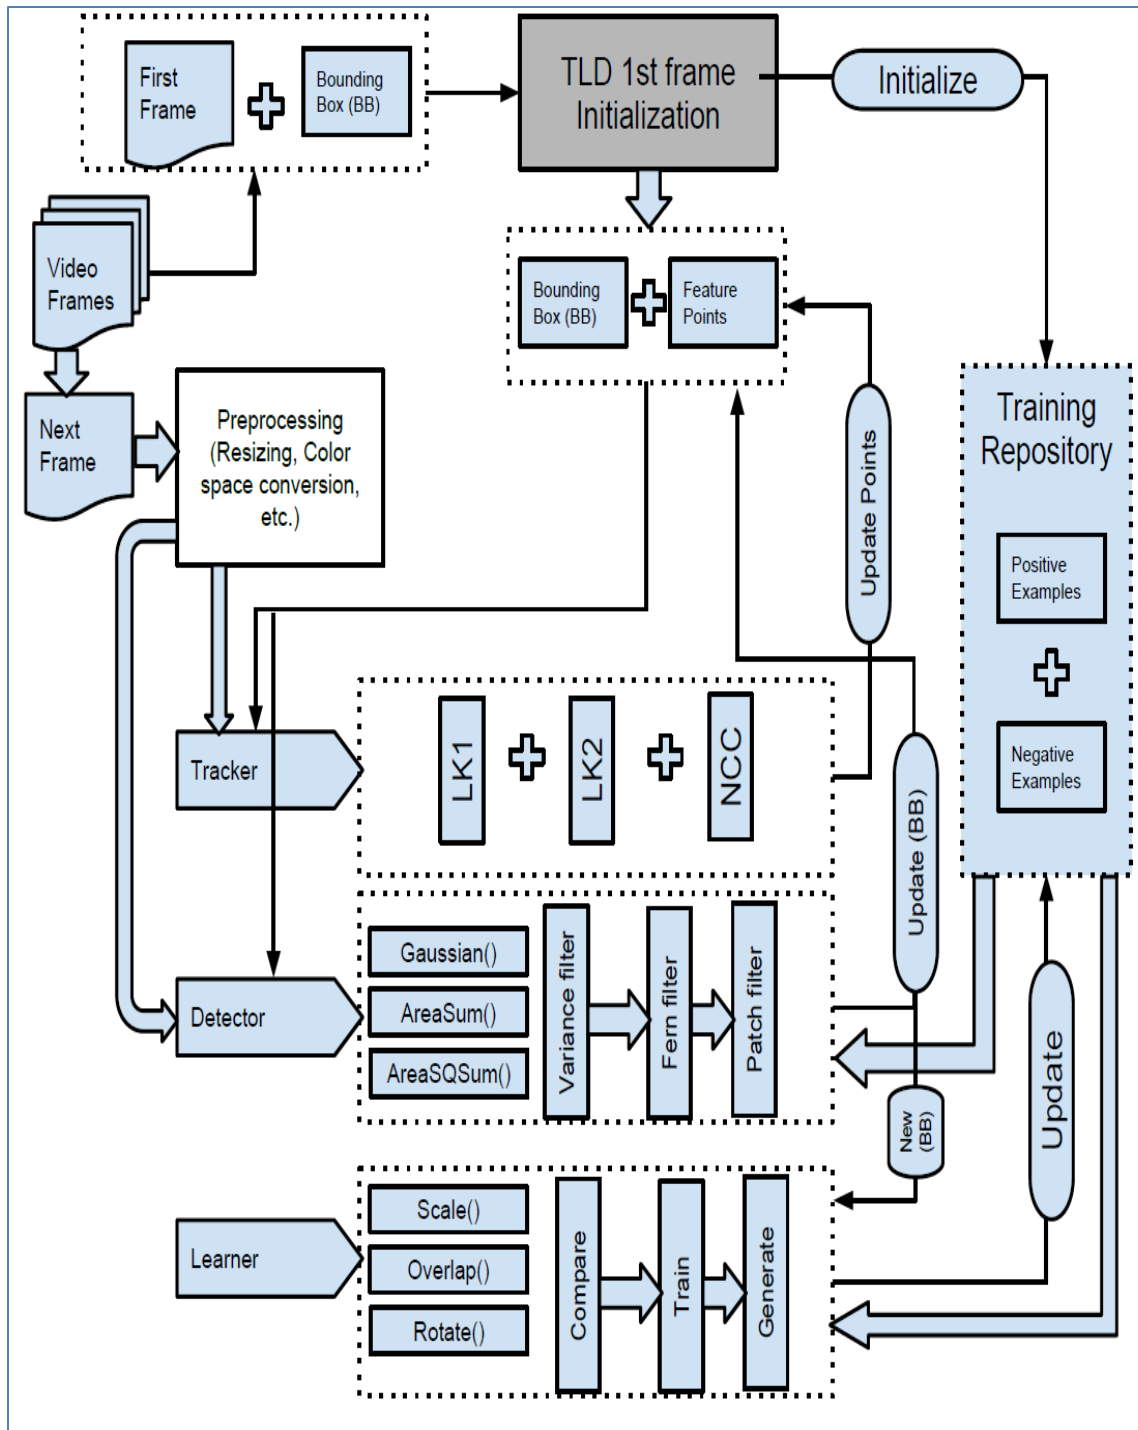 First
Frame
Bounding
Box (BB)
TLD 1st frame
Initialization
Initialize
Video
Frames
Bounding
Box (BB)
Feature
Points
Next
Frame
Preprocessing
(Resizing, Color
space conversion,
etc.)
Update Points
Training
Repository
Positive
Examples
Negative
Examples
Tracker
LK1
LK2
NCC
Update (BB)
Detector
Gaussian()
AreaSum()
AreaSQSum()
Variance filter
Fern filter
Patch filter
New
(BB)
Update
Learner
Scale()
Overlap()
Rotate()
Compare
Train
Generate